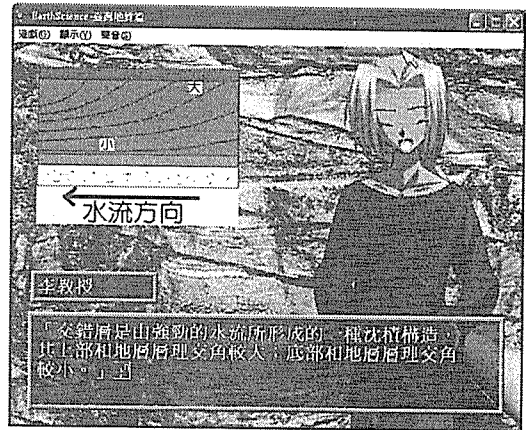 EarthScience
遊戲(G) 顯示(V) 聲音(S)
大
小
水流方向
李教授
「交錯層是由強勁的水流所形成的一種沈積構造,
其上部和地層層理交角較大;底部和地層層理交角
較小。」